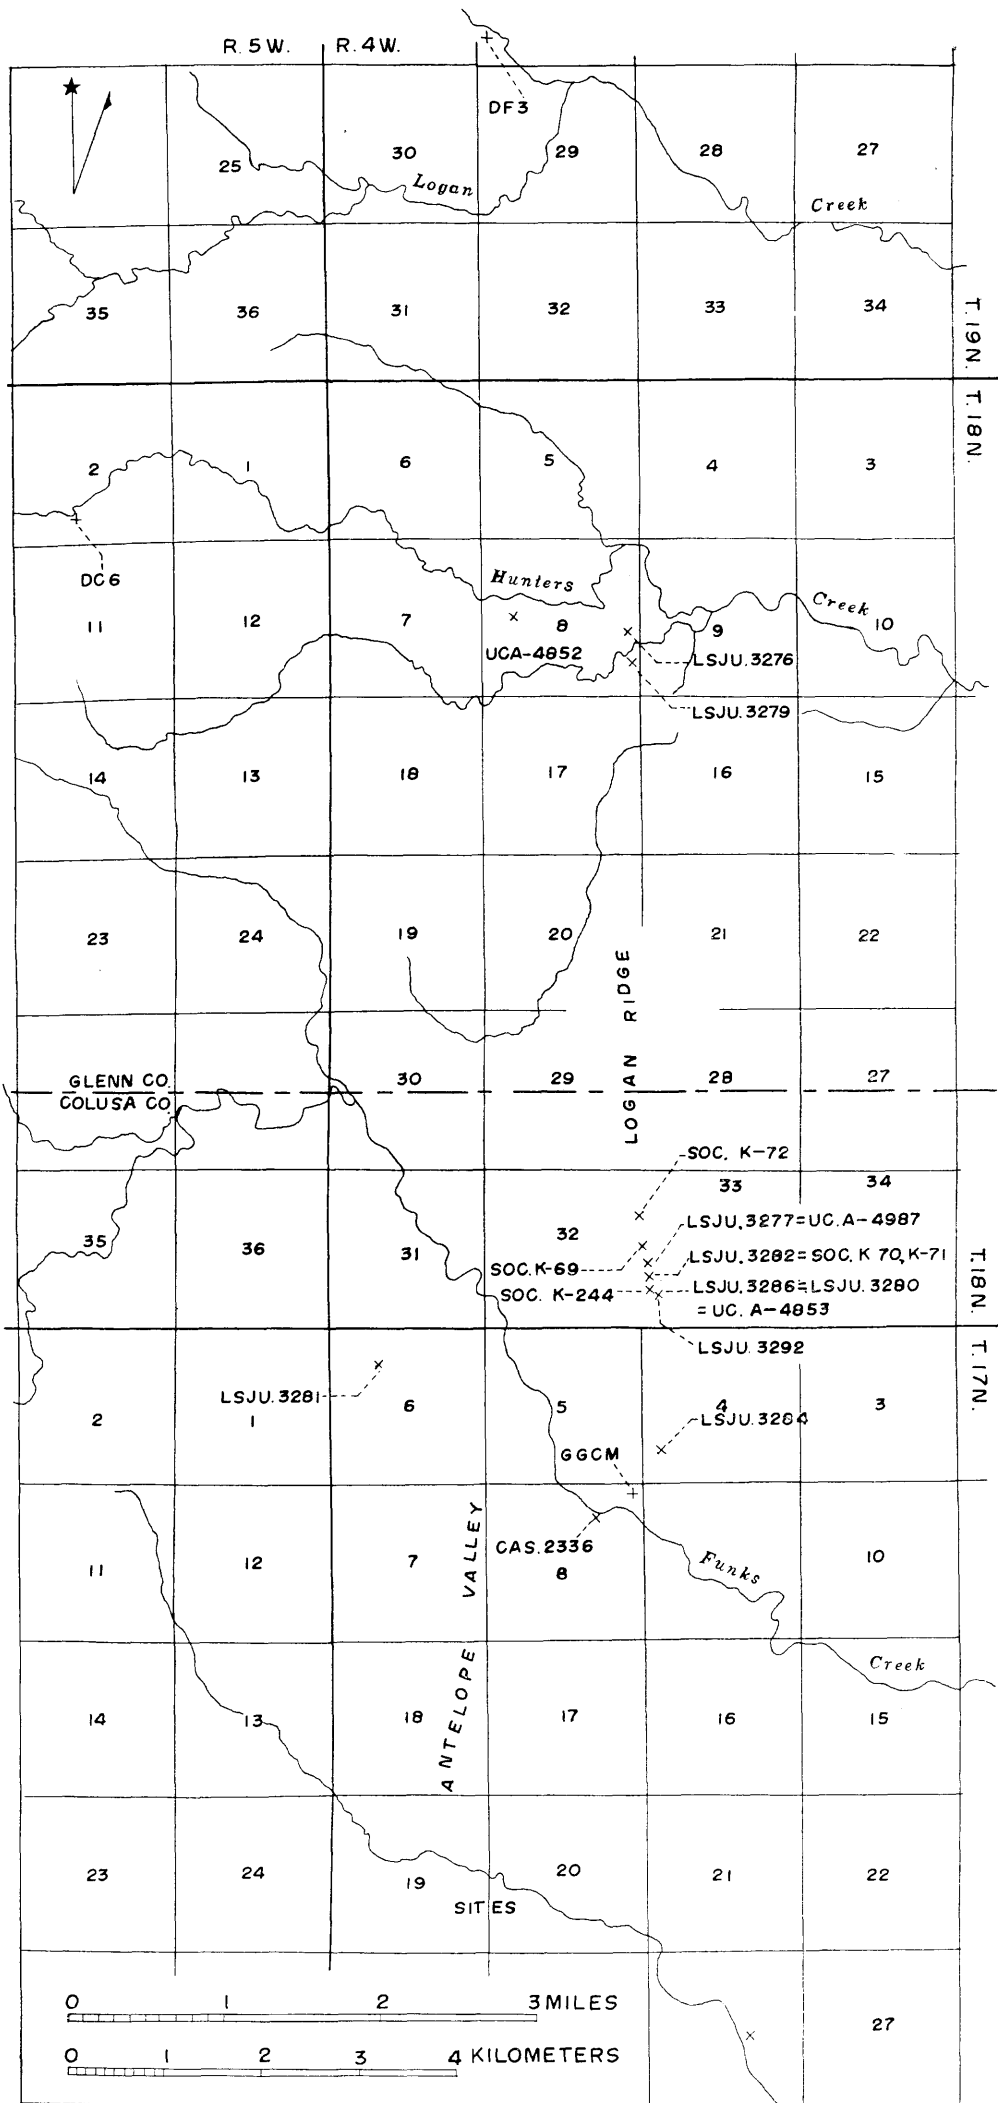 R. 5 W. R. 4 W.
DF3
25 30 29 28 27
Logan Creek
35 36 31 32 33 34
T. 19N.
T. 18N.
2 1 6 5 4 3
DC6
Hunters Creek
11 12 7 8 9 10
UCA-4852
LSJU. 3276
LSJU. 3279
14 13 18 17 16 15
23 24 19 20 21 22
LOGAN RIDGE
GLENN CO.
COLUSA CO.
30 29 28 27
SOC. K-72
35 36 31 32 33 34
LSJU. 3277=UC. A-4987
SOC. K-69
LSJU. 3282=SOC. K 70, K-71
SOC. K-244
LSJU. 3286=LSJU. 3280
=UC. A-4853
T. 18N.
T. 17N.
LSJU. 3292
LSJU. 3281
2 1 6 5 4 3
LSJU. 3284
GGCM
CAS. 2336
11 12 7 8 10
Funks Creek
ANTELOPE VALLEY
14 13 18 17 16 15
23 24 19 20 21 22
SITES
27
0 1 2 3 MILES
0 1 2 3 4 KILOMETERS